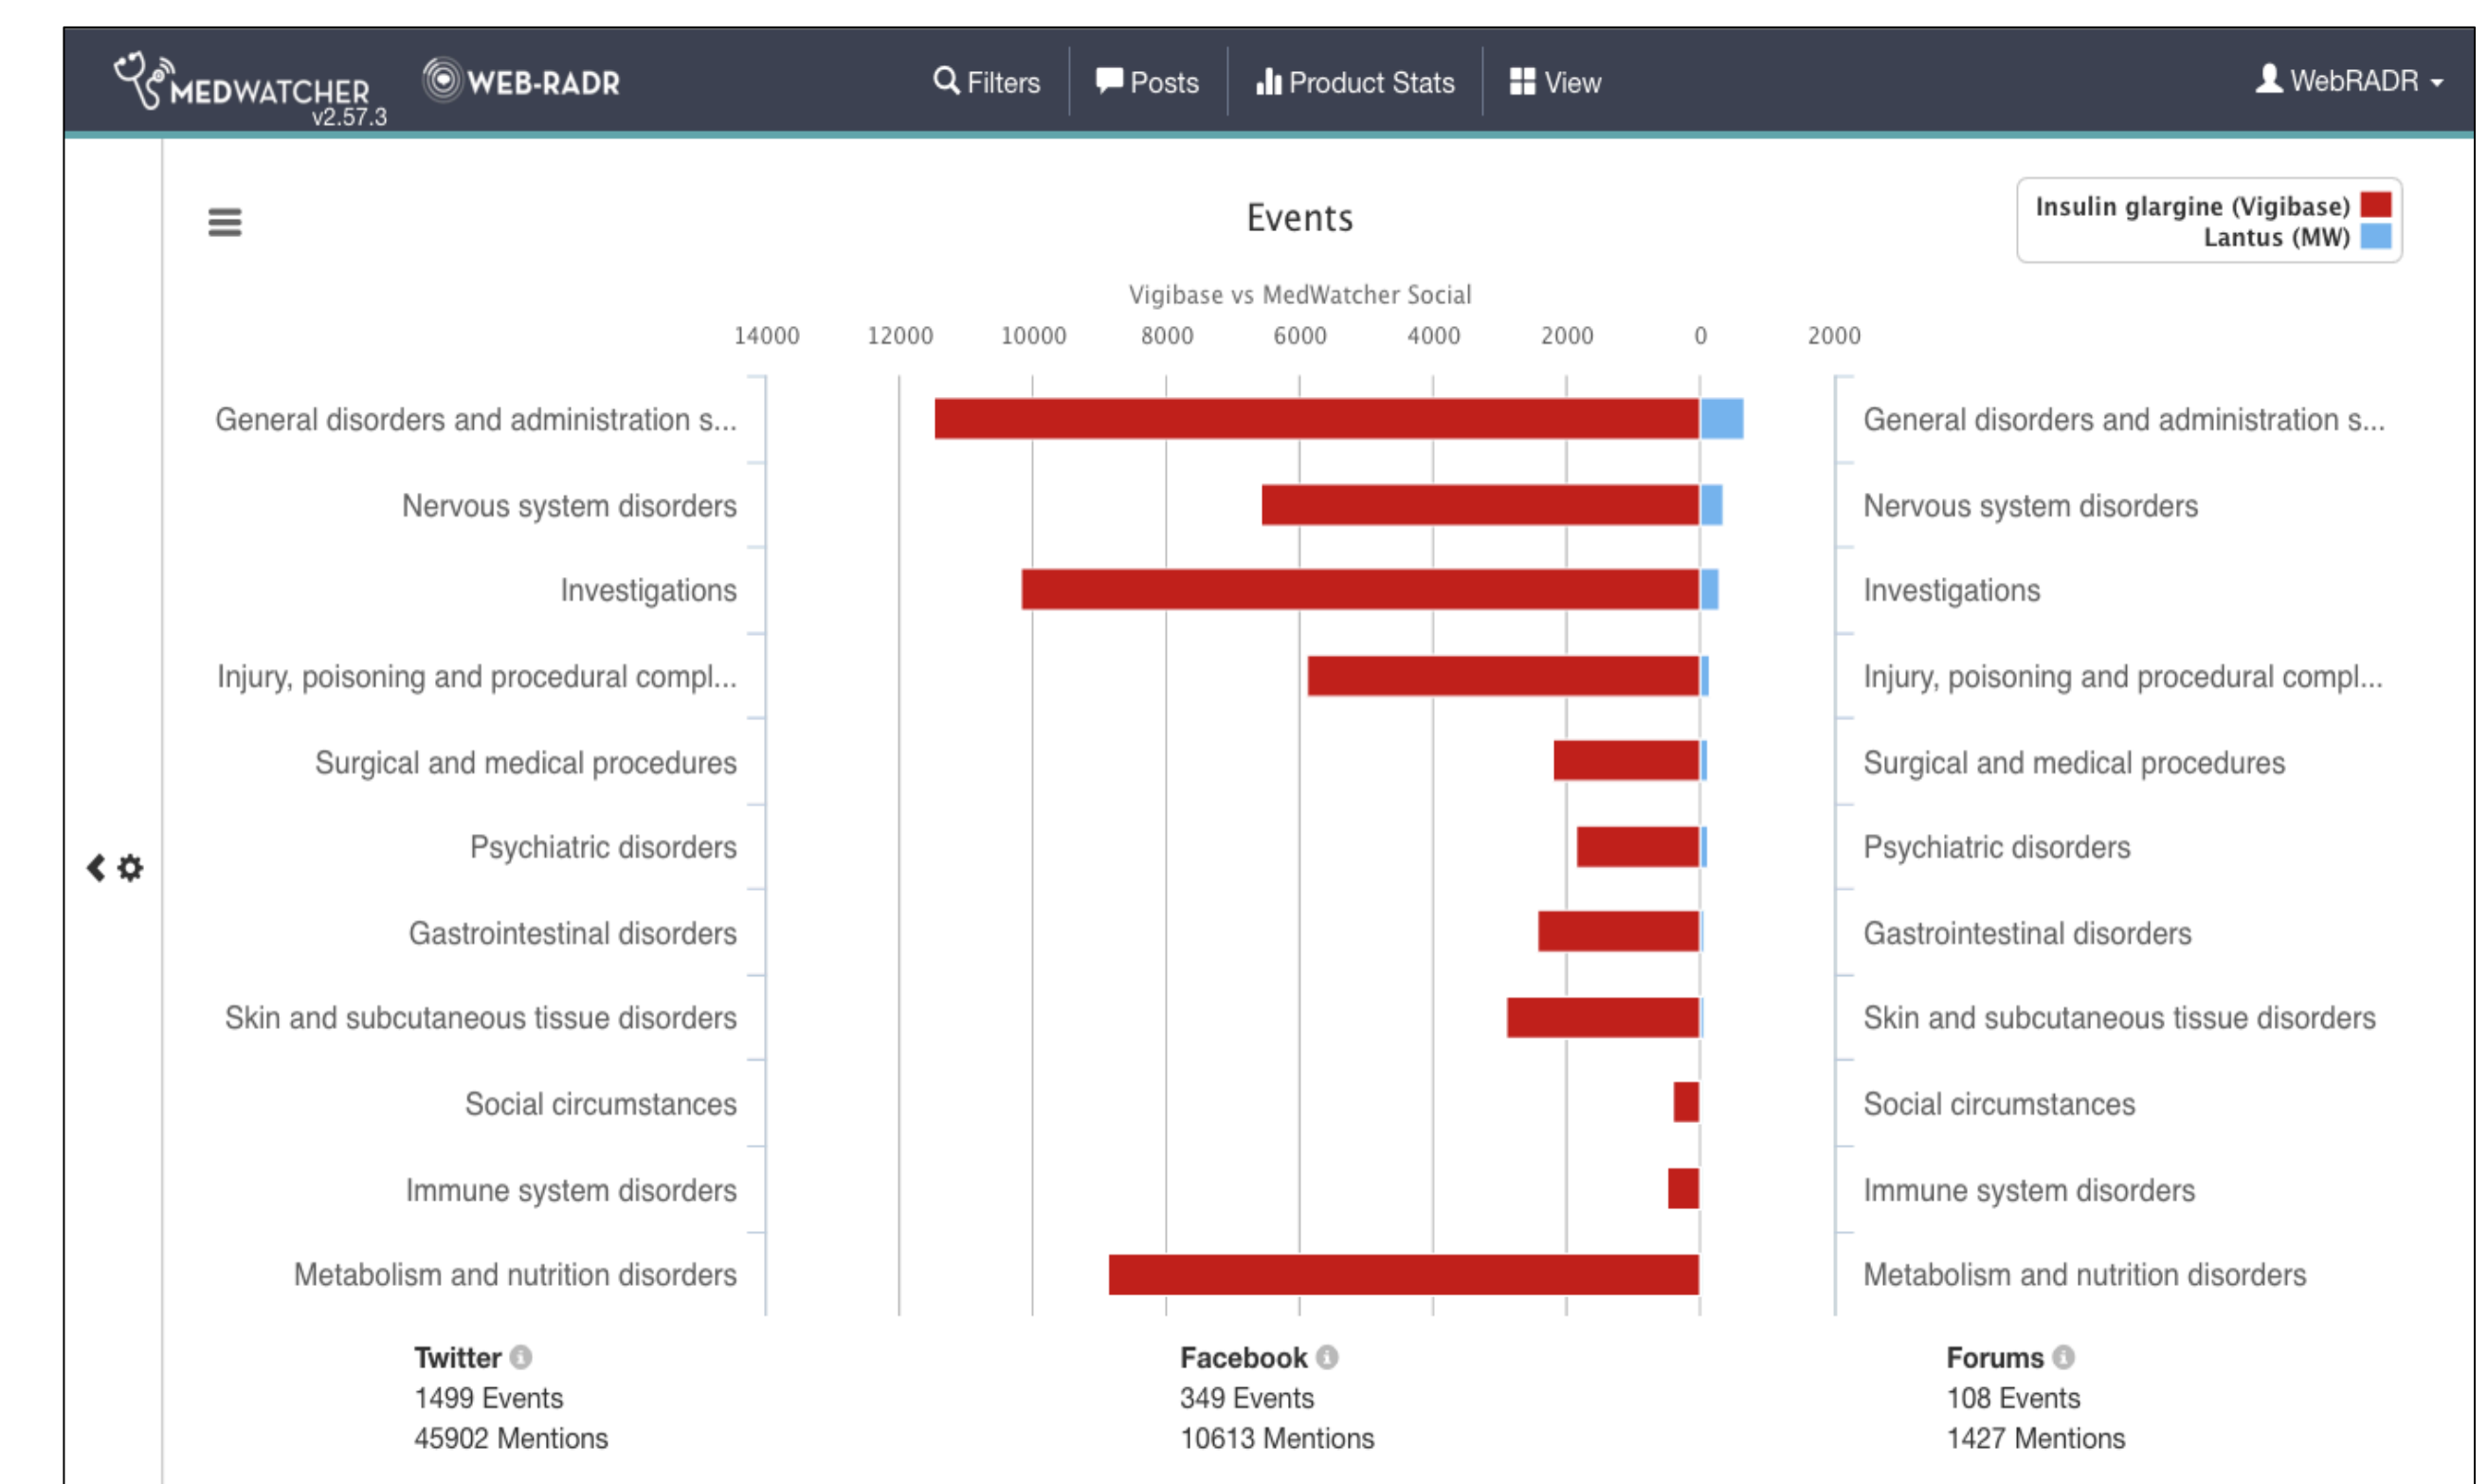 MEDWATCHER
v2.57.3
WEB-RADR
Filters
Posts
Product Stats
View
WebRADR
Events
Insulin glargine (Vigibase)
Lantus (MW)
Vigibase vs MedWatcher Social
14000 12000 10000 8000 6000 4000 2000 0 2000
General disorders and administration s... General disorders and administration s...
Nervous system disorders Nervous system disorders
Investigations Investigations
Injury, poisoning and procedural compl... Injury, poisoning and procedural compl...
Surgical and medical procedures Surgical and medical procedures
Psychiatric disorders Psychiatric disorders
Gastrointestinal disorders Gastrointestinal disorders
Skin and subcutaneous tissue disorders Skin and subcutaneous tissue disorders
Social circumstances Social circumstances
Immune system disorders Immune system disorders
Metabolism and nutrition disorders Metabolism and nutrition disorders
Twitter
1499 Events
45902 Mentions
Facebook
349 Events
10613 Mentions
Forums
108 Events
1427 Mentions